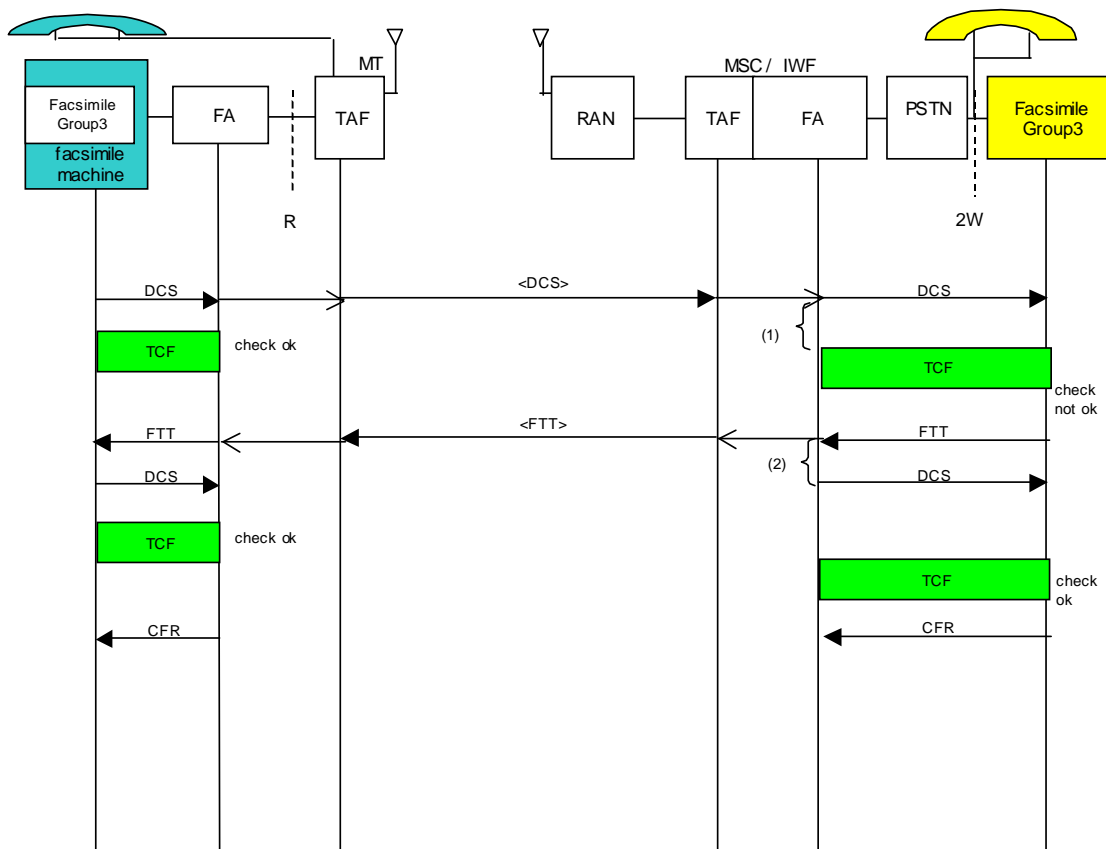 MT
MSC / IWF
Facsimile
Group3
facsimile
machine
FA
TAF
RAN
TAF
FA
PSTN
Facsimile
Group3
R
2W
DCS
<DCS>
DCS
(1)
TCF
check ok
TCF
check
not ok
FTT
<FTT>
FTT
(2)
DCS
DCS
TCF
check ok
TCF
check
ok
CFR
CFR